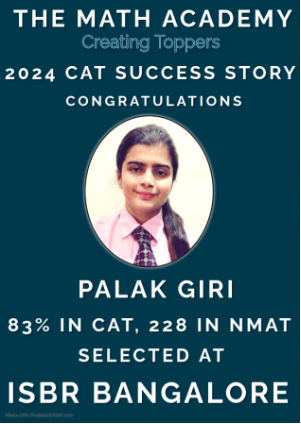 THE MATH ACADEMY
Creating Toppers
2024 CAT SUCCESS STORY
CONGRATULATIONS
PALAK GIRI
83% IN CAT, 228 IN NMAT
SELECTED AT
ISBR BANGALORE